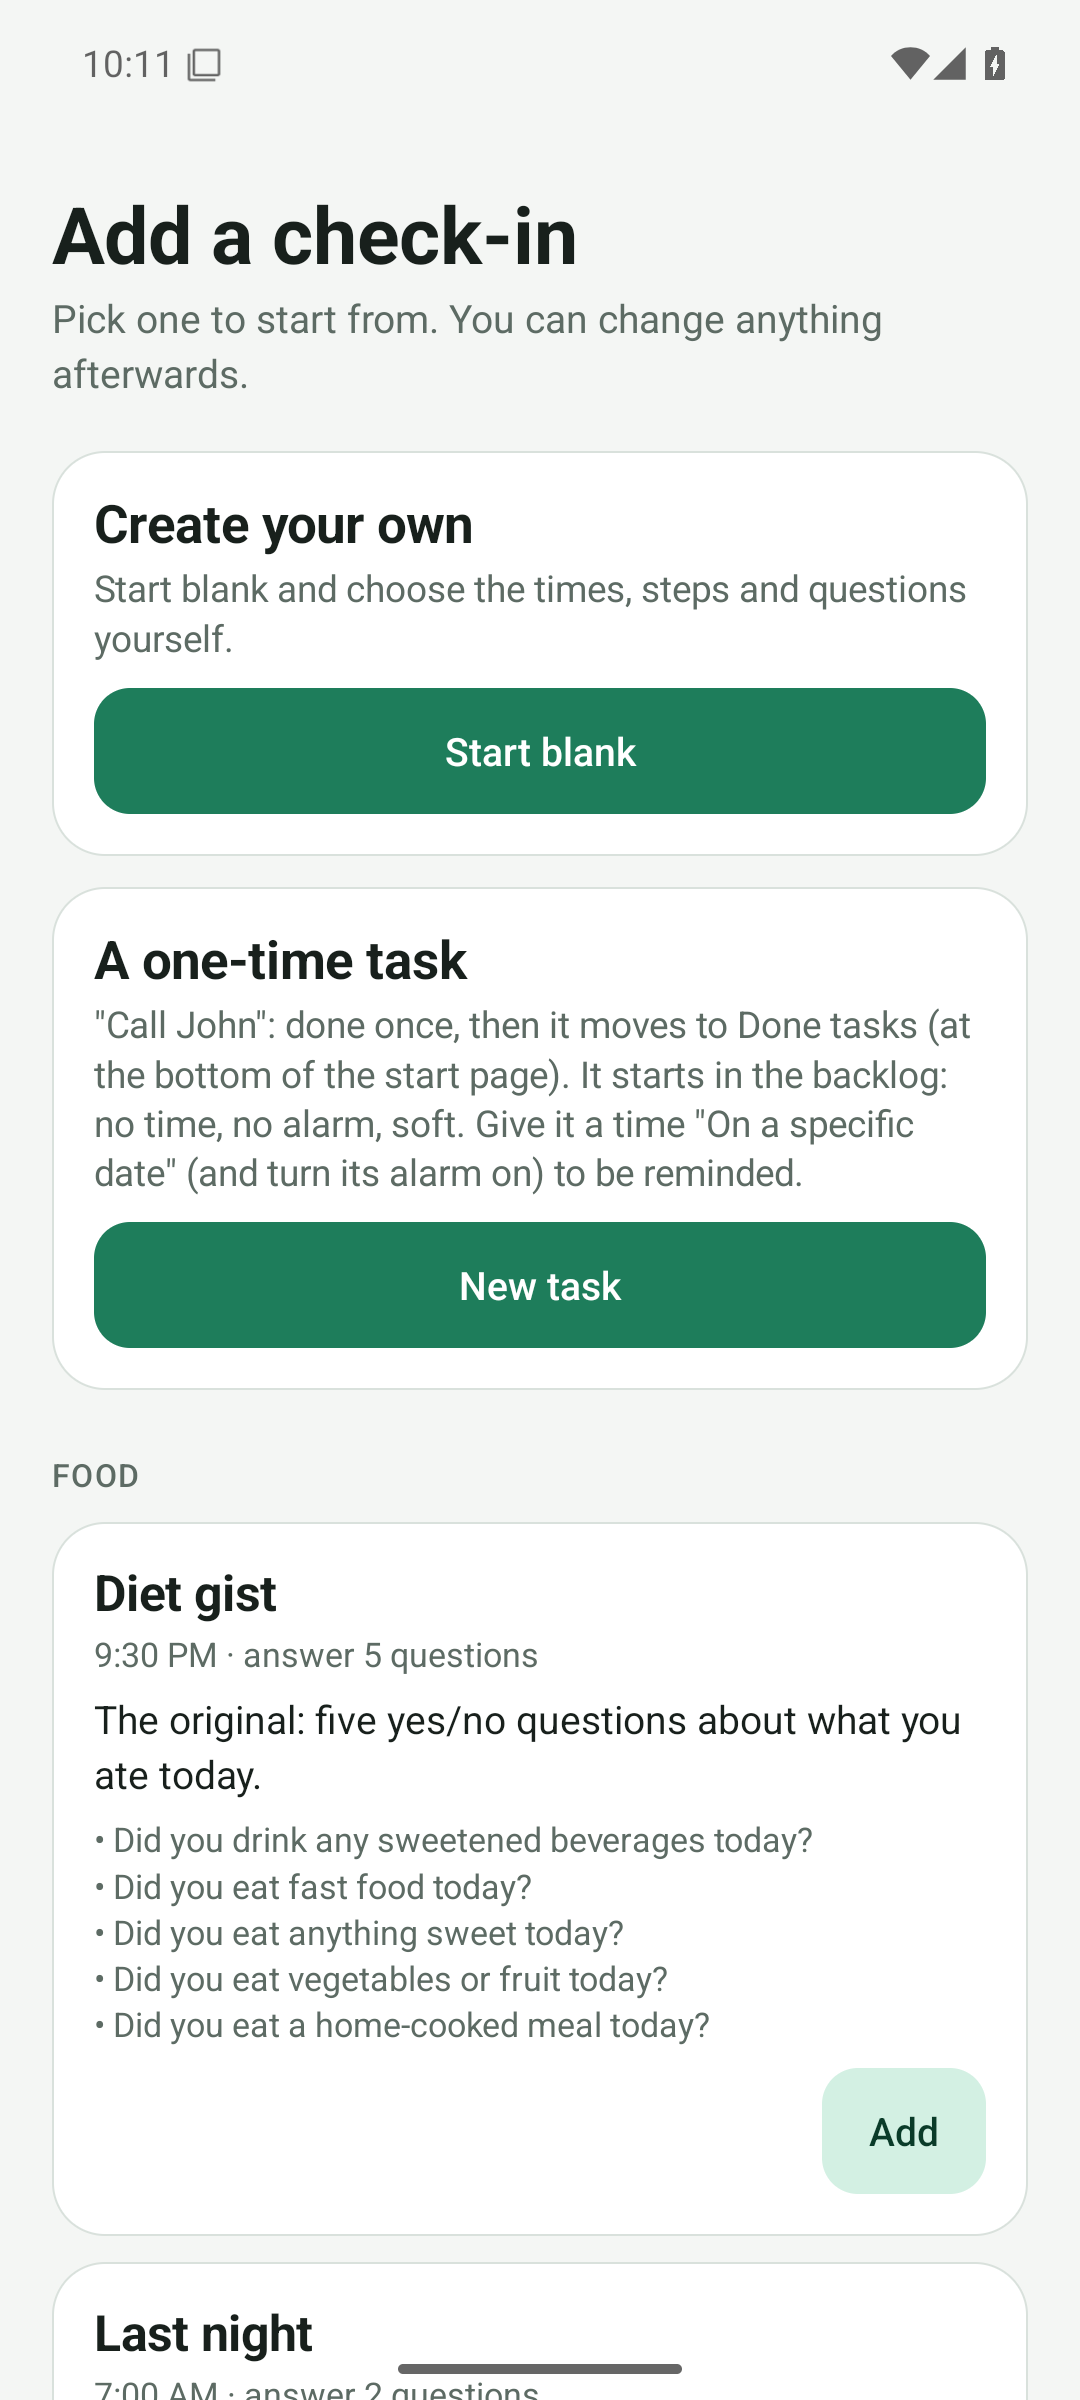 10:11
Add a check-in
Pick one to start from. You can change anything
afterwards.
Create your own
Start blank and choose the times, steps and questions
yourself.
Start blank
A one-time task
"Call John": done once, then it moves to Done tasks (at
the bottom of the start page). It starts in the backlog:
no time, no alarm, soft. Give it a time "On a specific
date" (and turn its alarm on) to be reminded.
New task
FOOD
Diet gist
9:30 PM · answer 5 questions
The original: five yes/no questions about what you
ate today.
• Did you drink any sweetened beverages today?
• Did you eat fast food today?
• Did you eat anything sweet today?
• Did you eat vegetables or fruit today?
• Did you eat a home-cooked meal today?
Add
Last night
7:00 AM · answer 2 questions